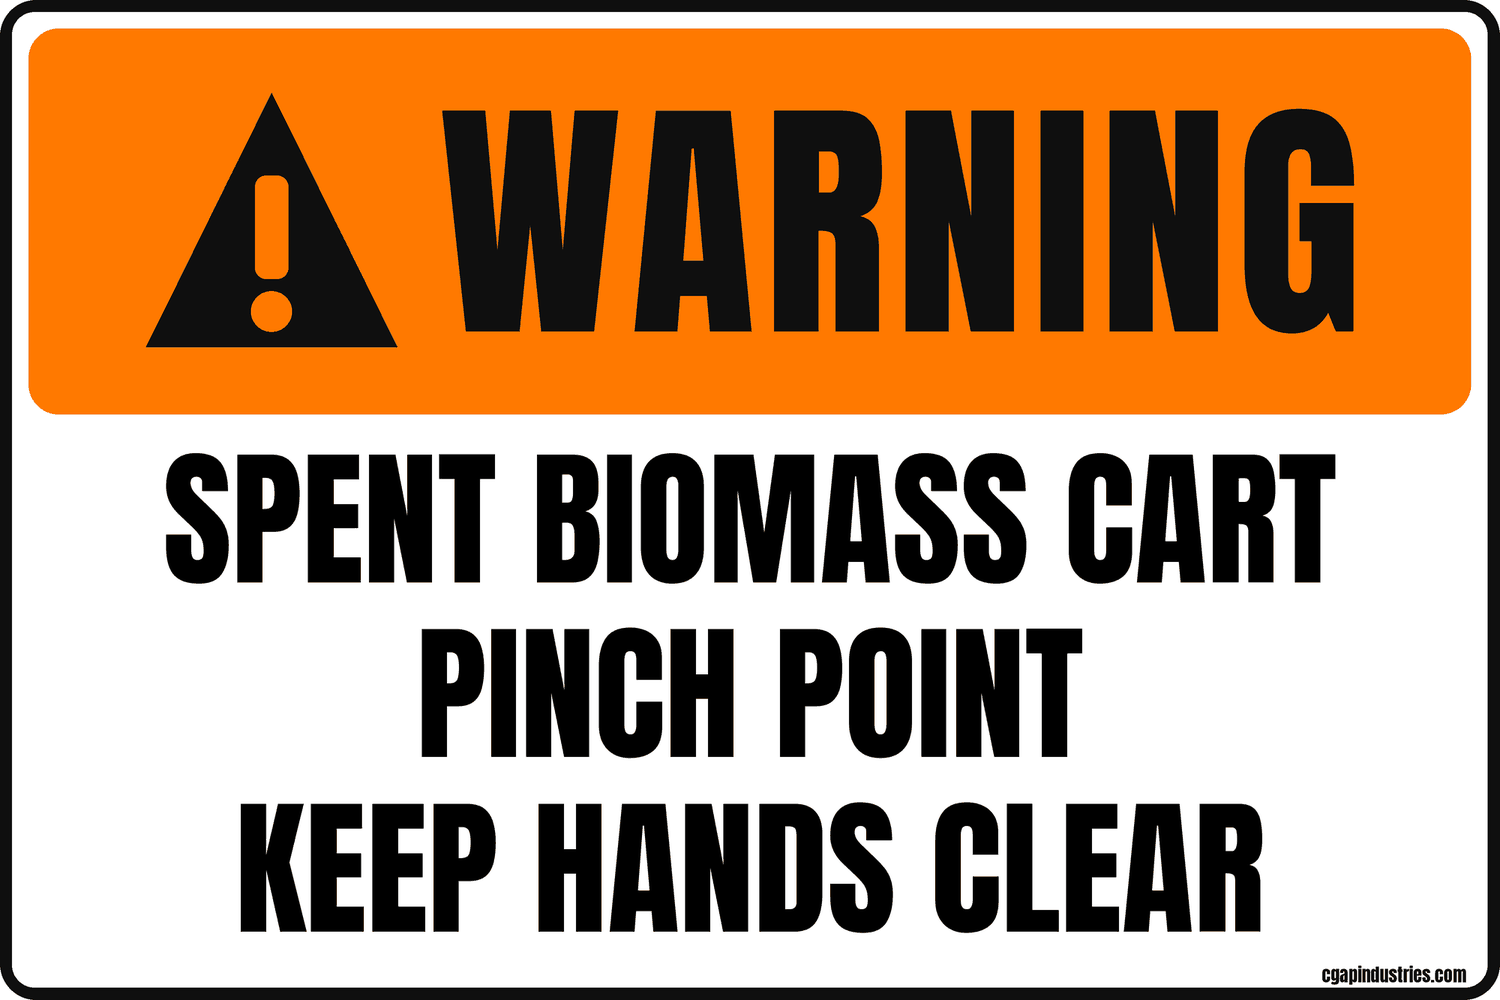 WARNING
SPENT BIOMASS CART
PINCH POINT
KEEP HANDS CLEAR
cgapindustries.com